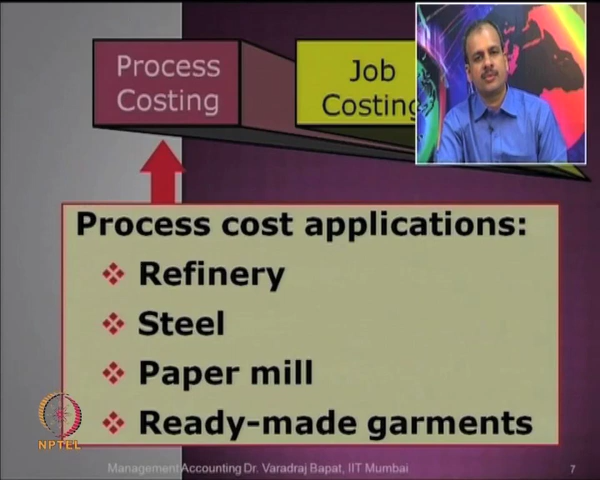 Process
Costing
Job
Costing
Process cost applications:
Refinery
Steel
Paper mill
Ready-made garments
NPTEL
Management Accounting Dr. Varadraj Bapat, IIT Mumbai
7